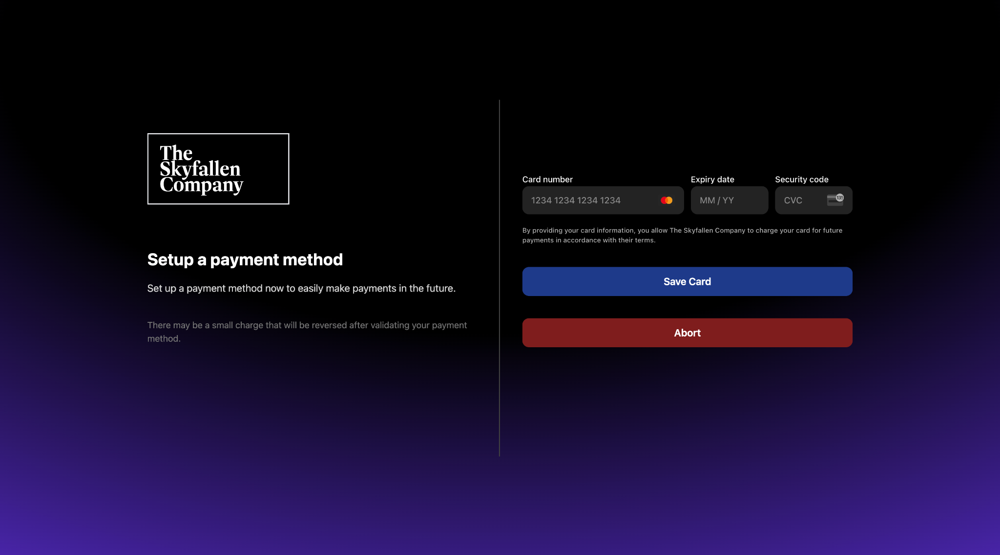 The
Skyfallen
Company
Setup a payment method
Set up a payment method now to easily make payments in the future.
There may be a small charge that will be reversed after validating your payment
method.
Card number
1234 1234 1234 1234
Expiry date
MM / YY
Security code
CVC
135
By providing your card information, you allow The Skyfallen Company to charge your card for future
payments in accordance with their terms.
Save Card
Abort